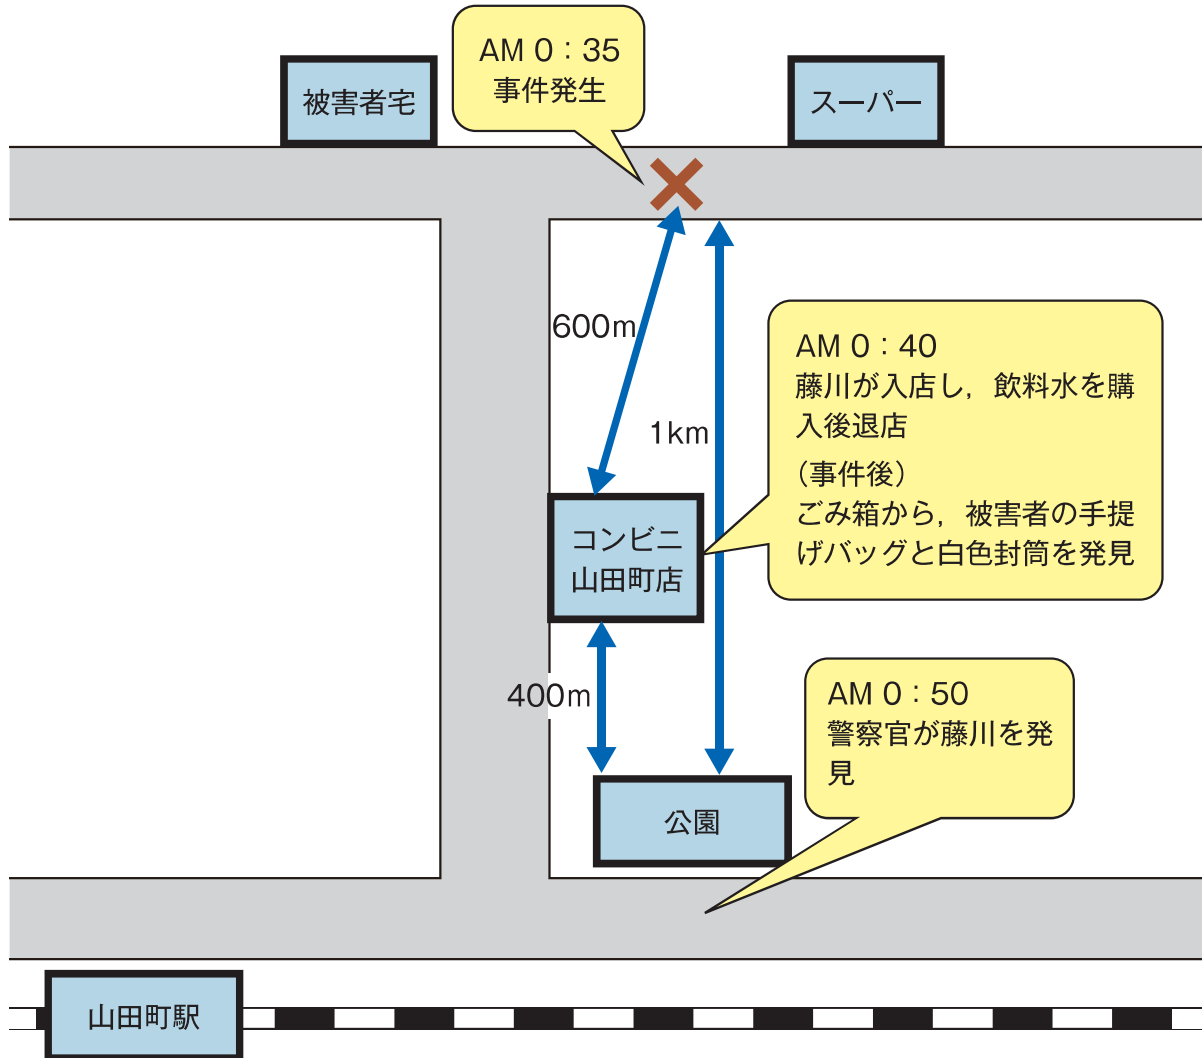 AM 0：35
事件発生
被害者宅
スーパー
600m
1km
AM 0：40
藤川が入店し，飲料水を購
入後退店
（事件後）
ごみ箱から，被害者の手提
げバッグと白色封筒を発見
コンビニ
山田町店
400m
AM 0：50
警察官が藤川を発
見
公園
山田町駅